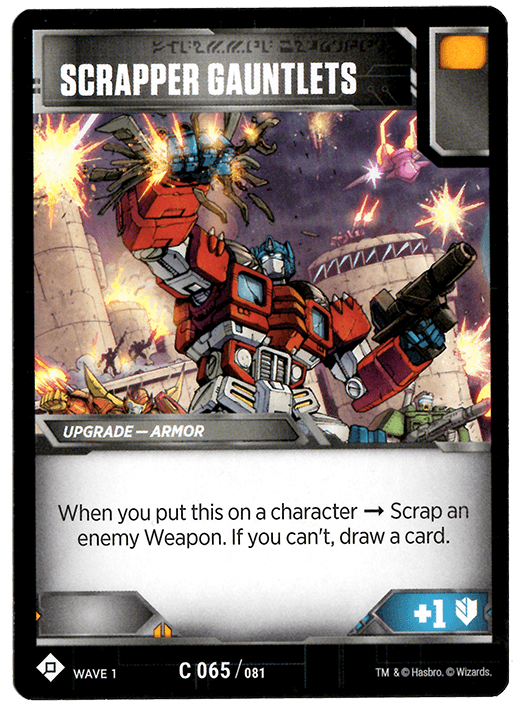 SCRAPPER GAUNTLETS
UPGRADE — ARMOR
When you put this on a character → Scrap an
enemy Weapon. If you can't, draw a card.
+1
WAVE 1
C 065 / 081
TM & © Hasbro. © Wizards.